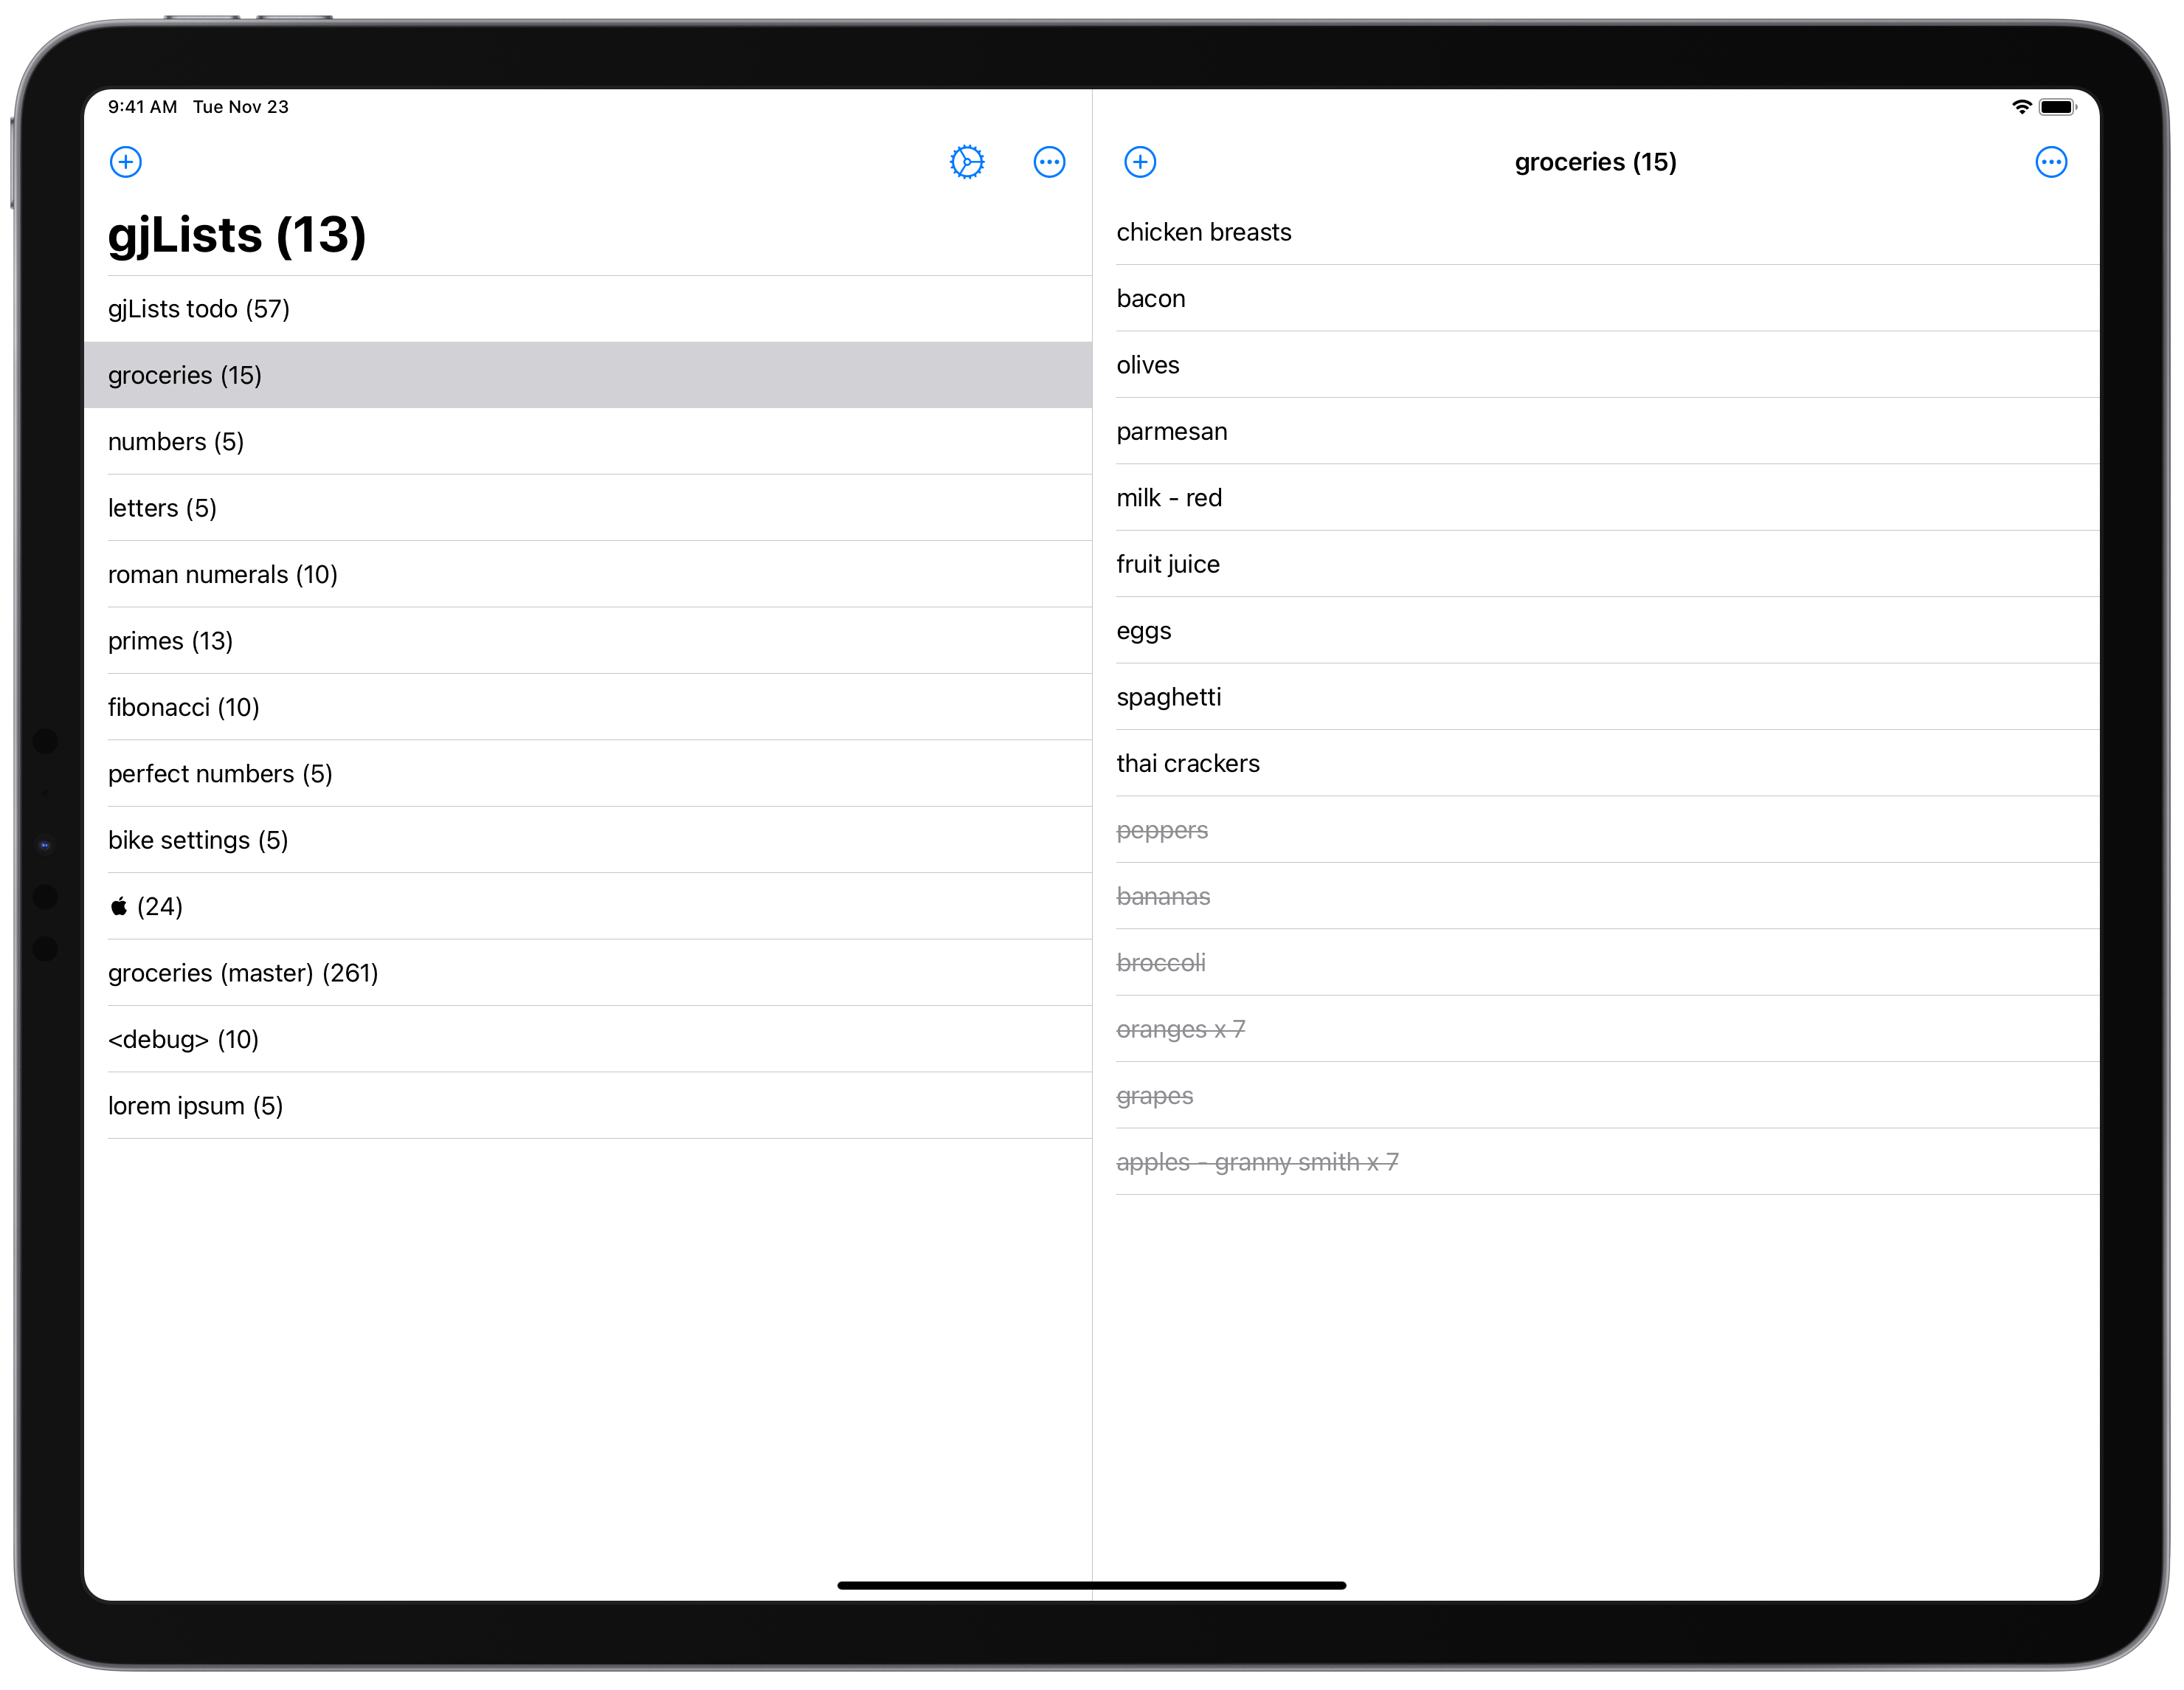 9:41 AM Tue Nov 23
gjLists (13)
gjLists todo (57)
groceries (15)
numbers (5)
letters (5)
roman numerals (10)
primes (13)
fibonacci (10)
perfect numbers (5)
bike settings (5)
 (24)
groceries (master) (261)
<debug> (10)
lorem ipsum (5)
groceries (15)
chicken breasts
bacon
olives
parmesan
milk - red
fruit juice
eggs
spaghetti
thai crackers
peppers
bananas
broccoli
oranges x 7
grapes
apples - granny smith x 7